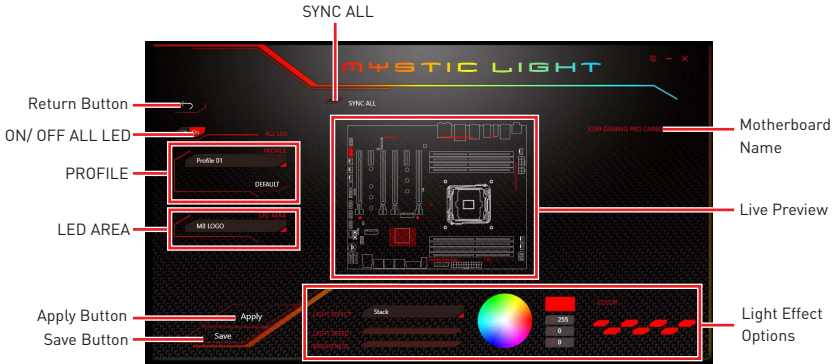 SYNC ALL
MYSTIC LIGHT
Return Button
SYNC ALL
ON/ OFF ALL LED
ALL LED
X299 GAMING PRO CARBON
Motherboard
Name
PROFILE
PROFILE
Profile 01
DEFAULT
LED AREA
LED AREA
MB LOGO
Live Preview
Apply Button
Apply
Save Button
Save
LIGHT EFFECT
Stack
LIGHT SPEED
BRIGHTNESS
255
0
0
COLOR
Light Effect
Options